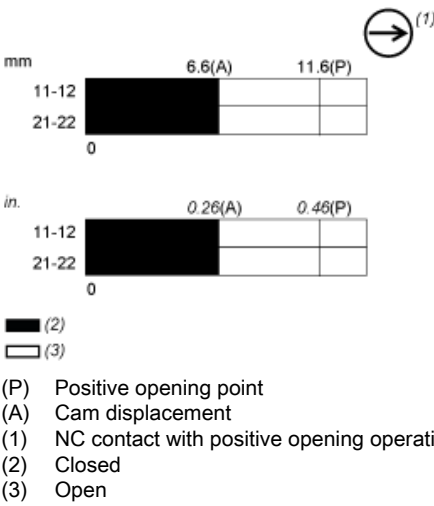 (1)
mm 6.6(A) 11.6(P)
11-12
21-22
0
in. 0.26(A) 0.46(P)
11-12
21-22
0
(2)
(3)
(P) Positive opening point
(A) Cam displacement
(1) NC contact with positive opening operati
(2) Closed
(3) Open